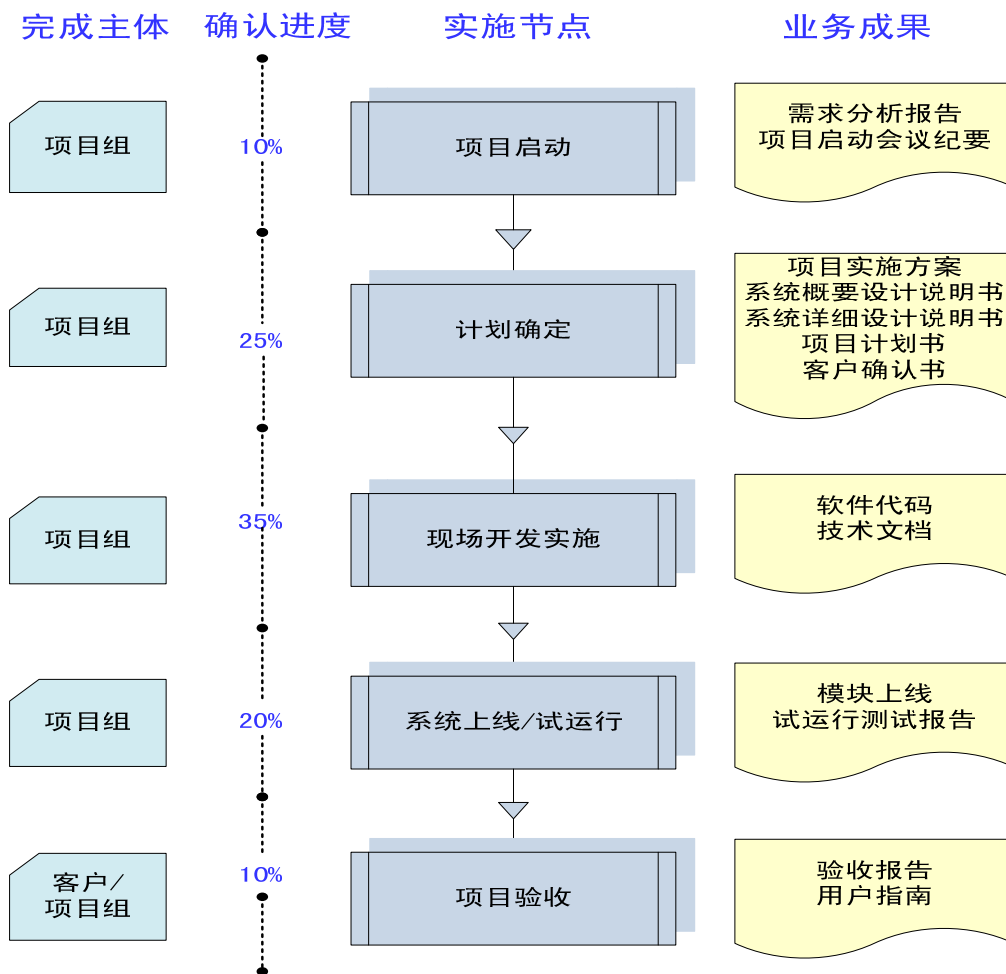 完成主体 确认进度 实施节点 业务成果
项目组
10%
项目启动
需求分析报告
项目启动会议纪要
项目组
25%
计划确定
项目实施方案
系统概要设计说明书
系统详细设计说明书
项目计划书
客户确认书
项目组
35%
现场开发实施
软件代码
技术文档
项目组
20%
系统上线/试运行
模块上线
试运行测试报告
客户/
项目组
10%
项目验收
验收报告
用户指南